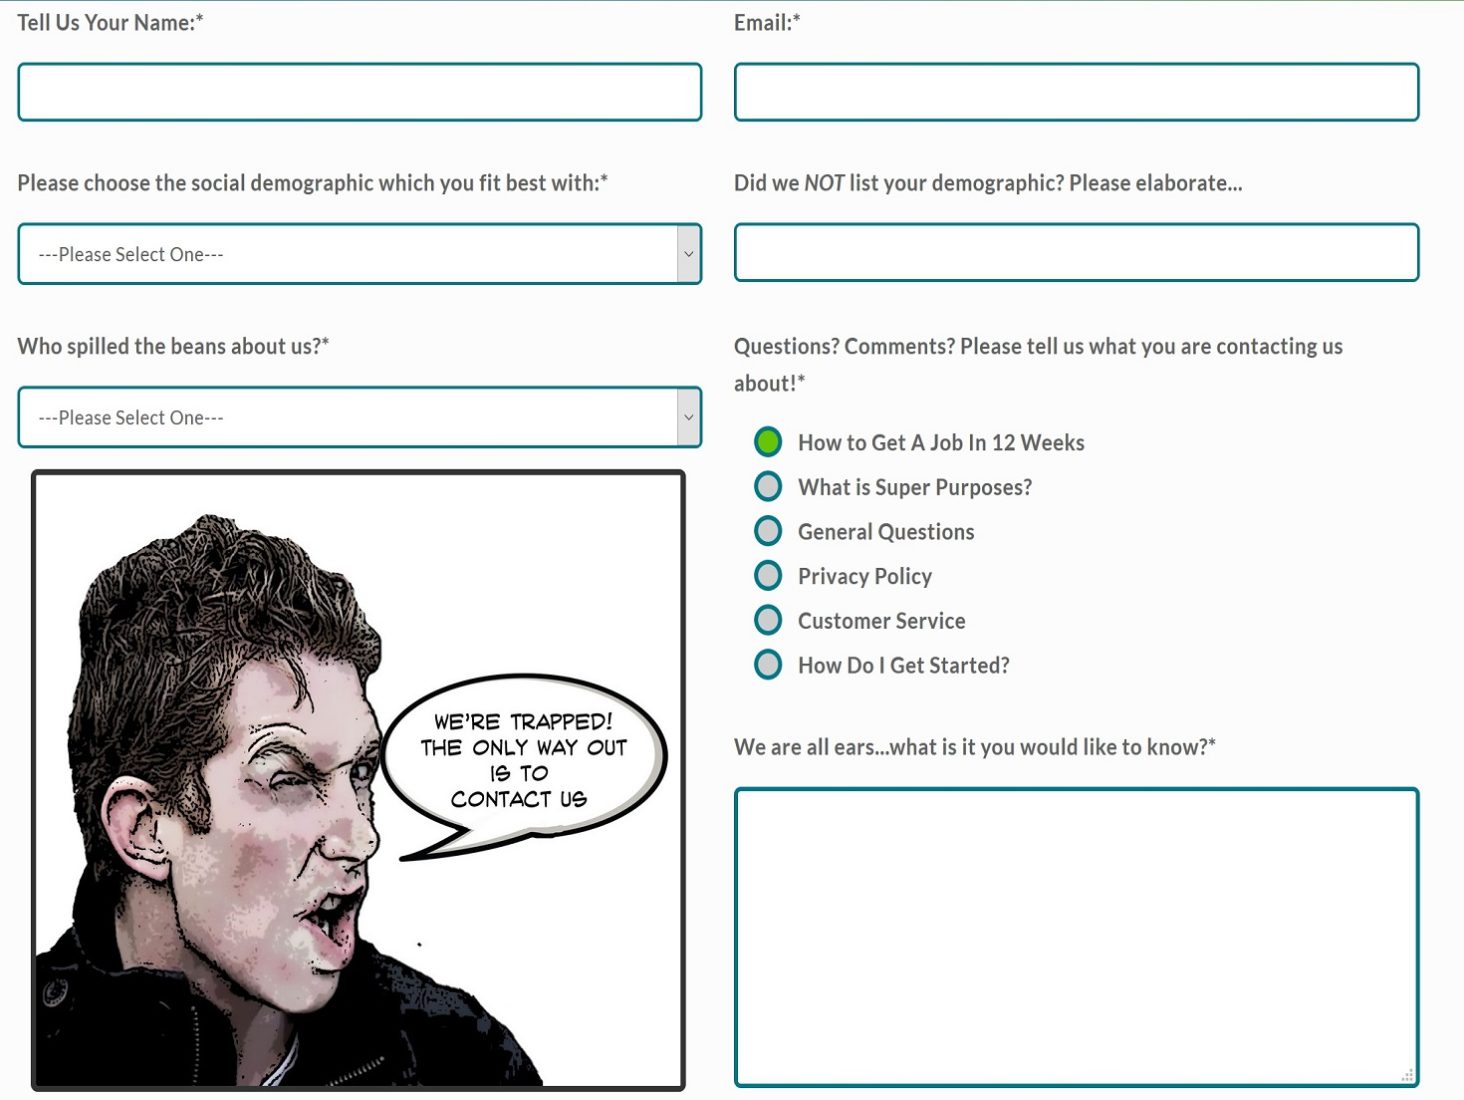 Tell Us Your Name:*
Email:*
Please choose the social demographic which you fit best with:*
Did we NOT list your demographic? Please elaborate...
---Please Select One---
Who spilled the beans about us?*
---Please Select One---
Questions? Comments? Please tell us what you are contacting us
about!*
How to Get A Job In 12 Weeks
What is Super Purposes?
General Questions
Privacy Policy
Customer Service
How Do I Get Started?
WE'RE TRAPPED!
THE ONLY WAY OUT
IS TO
CONTACT US
We are all ears...what is it you would like to know?*